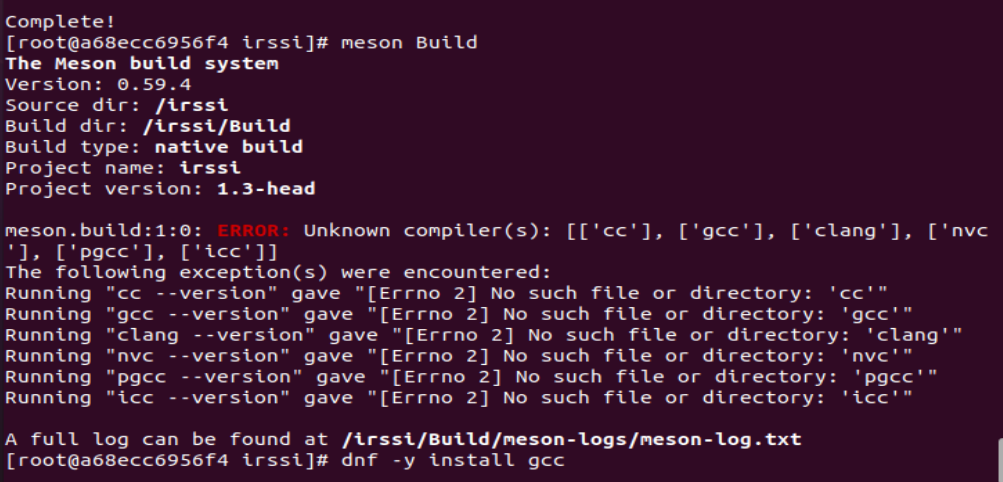 Complete!
[root@a68ecc6956f4 irssi]# meson Build
The Meson build system
Version: 0.59.4
Source dir: /irssi
Build dir: /irssi/Build
Build type: native build
Project name: irssi
Project version: 1.3-head
meson.build:1:0: ERROR: Unknown compiler(s): [['cc'], ['gcc'], ['clang'], ['nvc
'], ['pgcc'], ['icc']]
The following exception(s) were encountered:
Running "cc --version" gave "[Errno 2] No such file or directory: 'cc'"
Running "gcc --version" gave "[Errno 2] No such file or directory: 'gcc'"
Running "clang --version" gave "[Errno 2] No such file or directory: 'clang'"
Running "nvc --version" gave "[Errno 2] No such file or directory: 'nvc'"
Running "pgcc --version" gave "[Errno 2] No such file or directory: 'pgcc'"
Running "icc --version" gave "[Errno 2] No such file or directory: 'icc'"
A full log can be found at /irssi/Build/meson-logs/meson-log.txt
[root@a68ecc6956f4 irssi]# dnf -y install gcc